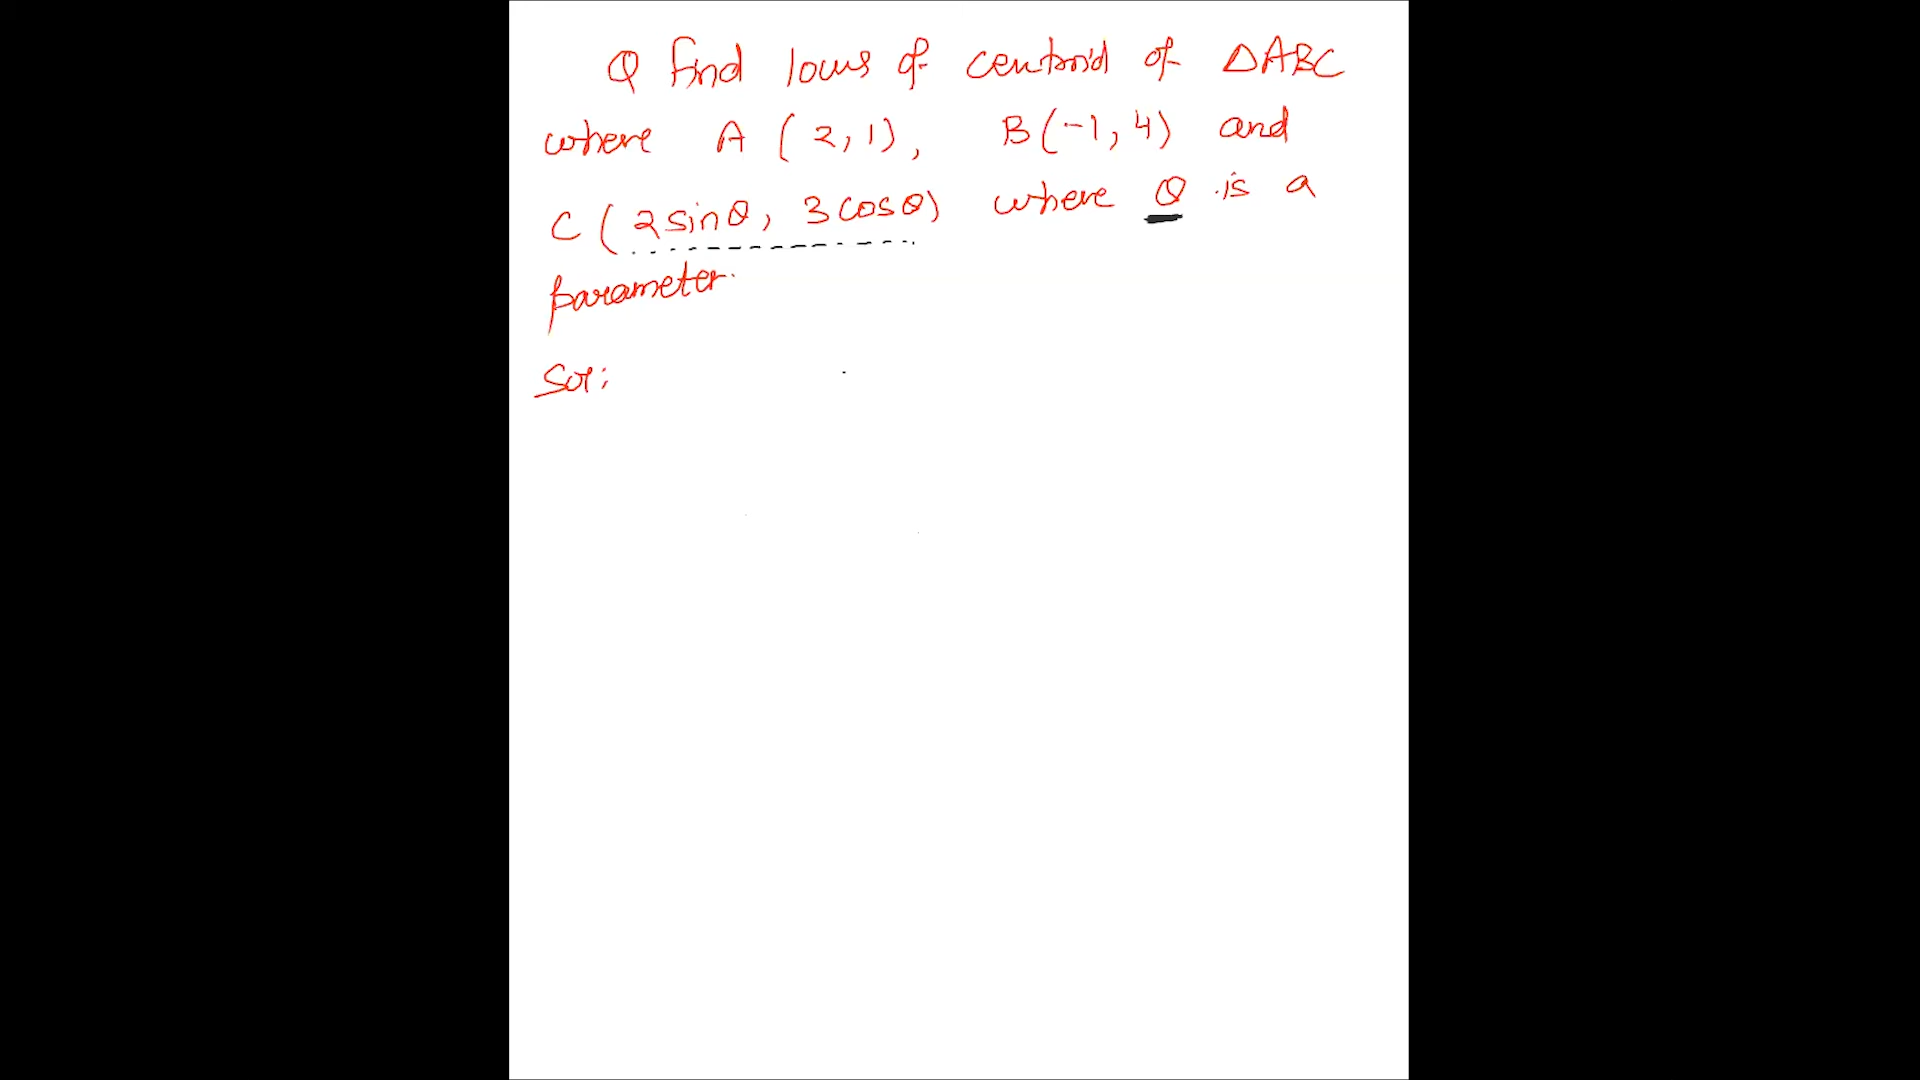 Q Find locus of centroid of ΔABC
where A (2,1), B(-1,4) and
C (2sinθ, 3cosθ) where θ is a
parameter.
Sol: